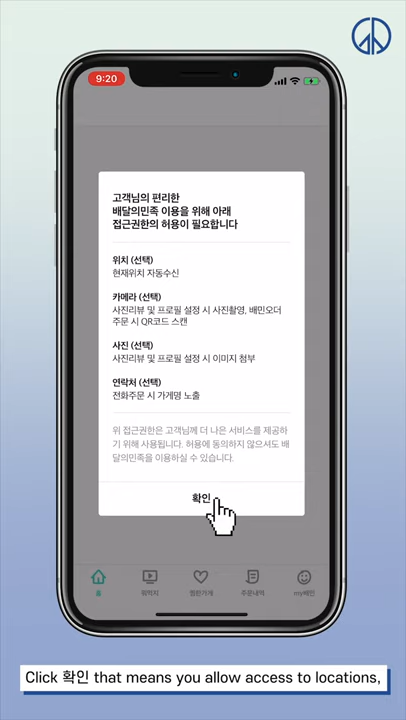 9:20
고객님의 편리한
배달의민족 이용을 위해 아래
접근권한의 허용이 필요합니다
위치 (선택)
현재위치 자동수신
카메라 (선택)
사진리뷰 및 프로필 설정 시 사진촬영, 배민오더
주문 시 QR코드 스캔
사진 (선택)
사진리뷰 및 프로필 설정 시 이미지 첨부
연락처 (선택)
전화주문 시 가게명 노출
위 접근권한은 고객님께 더 나은 서비스를 제공하
기 위해 사용됩니다. 허용에 동의하지 않으셔도 배
달의민족을 이용하실 수 있습니다.
확인
홈
찜한가게
주문내역
my배민
Click 확인 that means you allow access to locations,